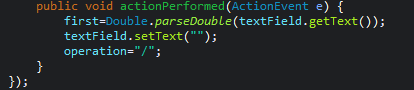 public void actionPerformed(ActionEvent e) {
first=Double.parseDouble(textField.getText());
textField.setText("");
operation="/";
}
});